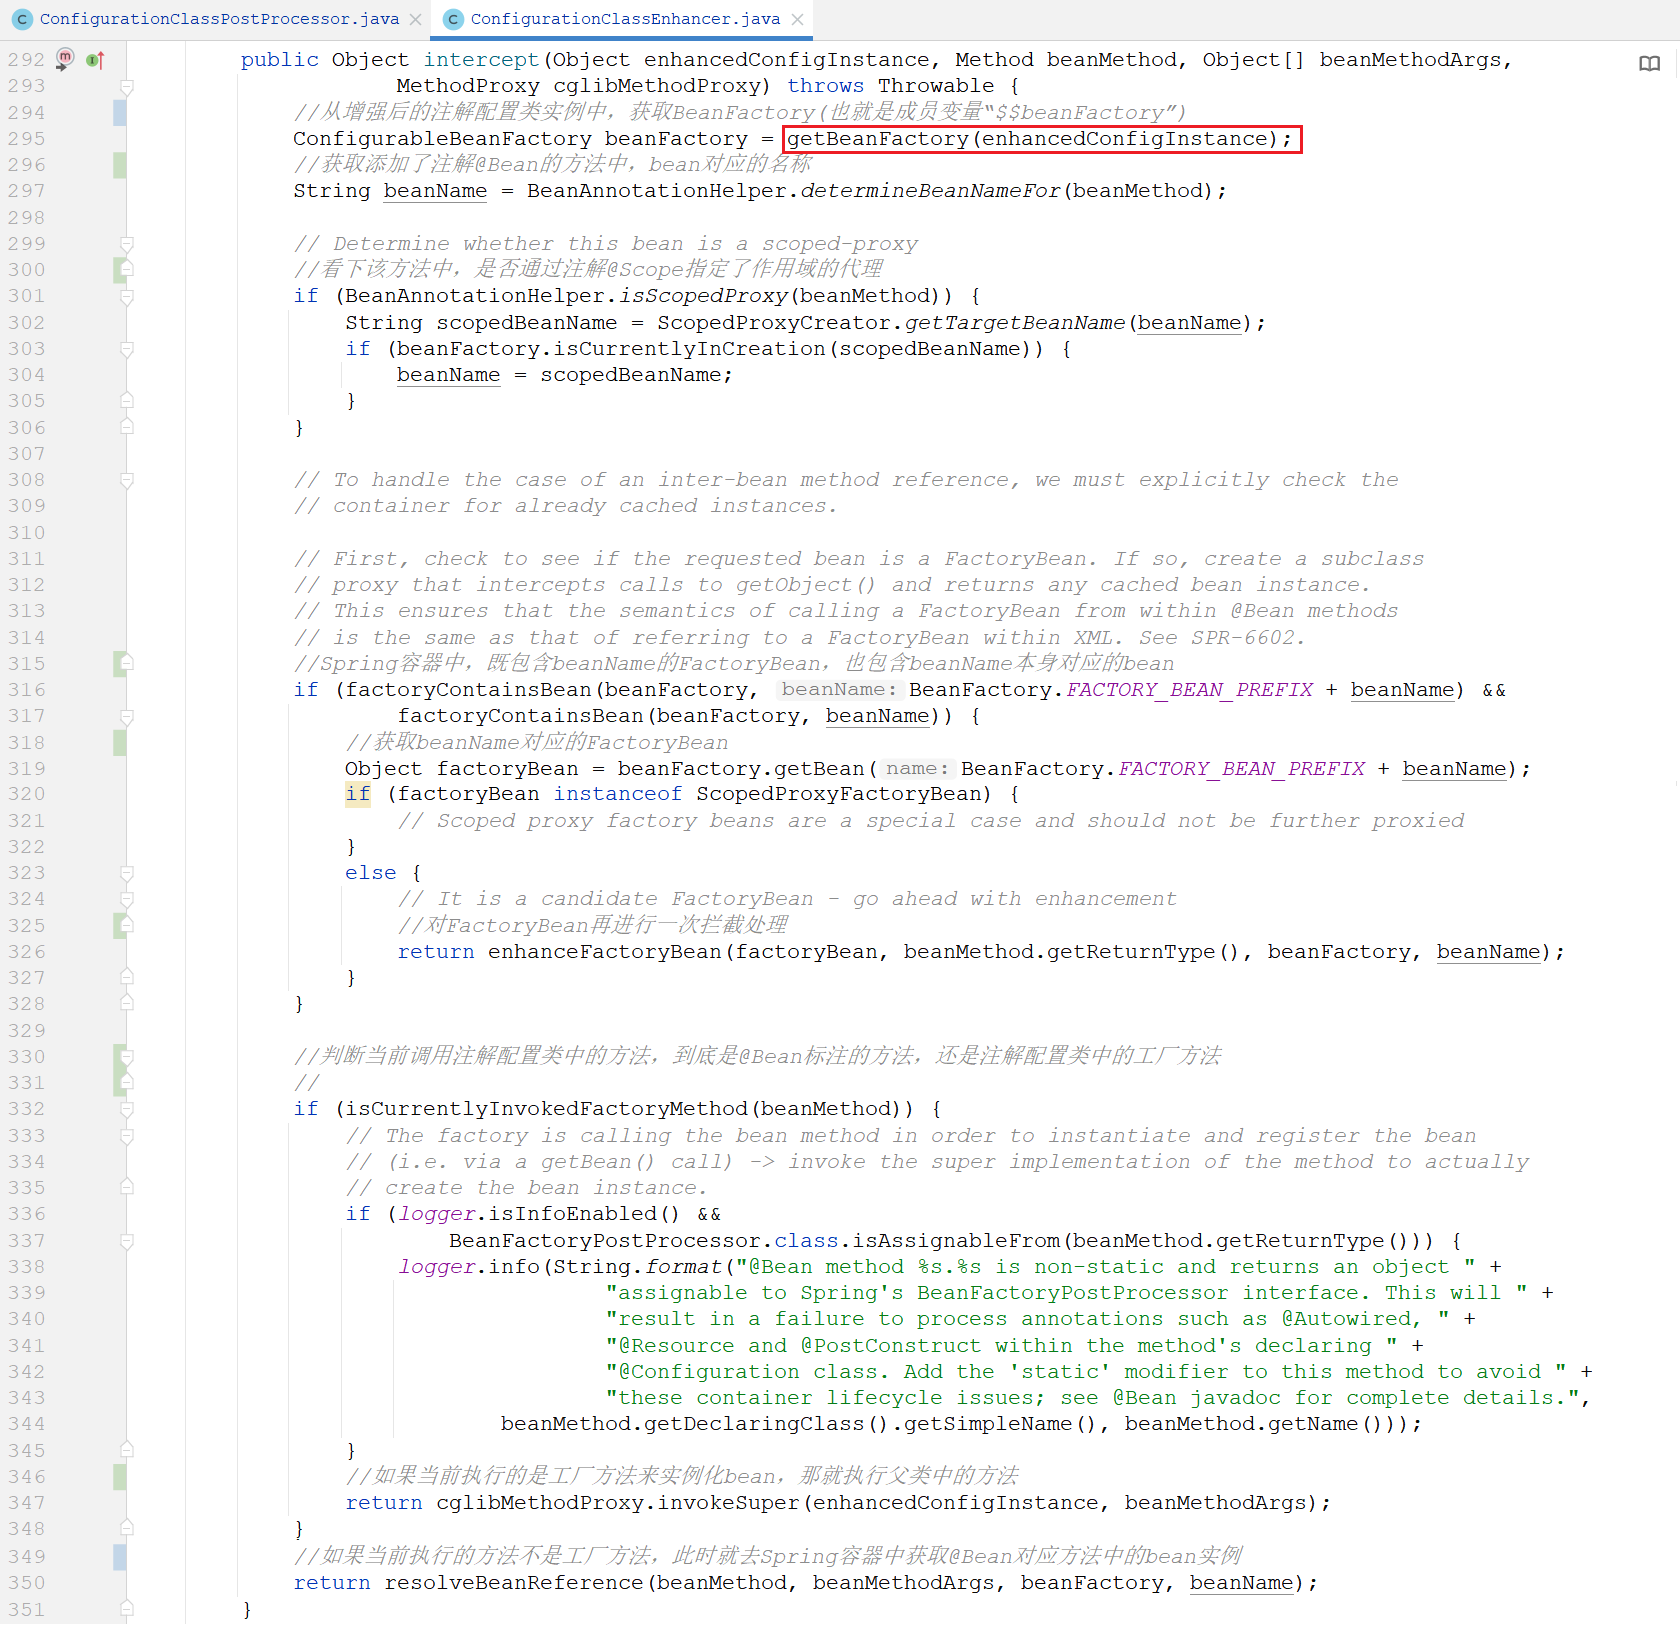 ConfigurationClassPostProcessor.java ConfigurationClassEnhancer.java
292 public Object intercept(Object enhancedConfigInstance, Method beanMethod, Object[] beanMethodArgs,
293 MethodProxy cglibMethodProxy) throws Throwable {
294 //从增强后的注解配置类实例中，获取BeanFactory(也就是成员变量“$$beanFactory”)
295 ConfigurableBeanFactory beanFactory = getBeanFactory(enhancedConfigInstance);
296 //获取添加了注解@Bean的方法中，bean对应的名称
297 String beanName = BeanAnnotationHelper.determineBeanNameFor(beanMethod);
298
299 // Determine whether this bean is a scoped-proxy
300 //看下该方法中，是否通过注解@Scope指定了作用域的代理
301 if (BeanAnnotationHelper.isScopedProxy(beanMethod)) {
302 String scopedBeanName = ScopedProxyCreator.getTargetBeanName(beanName);
303 if (beanFactory.isCurrentlyInCreation(scopedBeanName)) {
304 beanName = scopedBeanName;
305 }
306 }
307
308 // To handle the case of an inter-bean method reference, we must explicitly check the
309 // container for already cached instances.
310
311 // First, check to see if the requested bean is a FactoryBean. If so, create a subclass
312 // proxy that intercepts calls to getObject() and returns any cached bean instance.
313 // This ensures that the semantics of calling a FactoryBean from within @Bean methods
314 // is the same as that of referring to a FactoryBean within XML. See SPR-6602.
315 //Spring容器中，既包含beanName的FactoryBean，也包含beanName本身对应的bean
316 if (factoryContainsBean(beanFactory, beanName: BeanFactory.FACTORY_BEAN_PREFIX + beanName) &&
317 factoryContainsBean(beanFactory, beanName)) {
318 //获取beanName对应的FactoryBean
319 Object factoryBean = beanFactory.getBean( name: BeanFactory.FACTORY_BEAN_PREFIX + beanName);
320 if (factoryBean instanceof ScopedProxyFactoryBean) {
321 // Scoped proxy factory beans are a special case and should not be further proxied
322 }
323 else {
324 // It is a candidate FactoryBean - go ahead with enhancement
325 //对FactoryBean再进行一次拦截处理
326 return enhanceFactoryBean(factoryBean, beanMethod.getReturnType(), beanFactory, beanName);
327 }
328 }
329
330 //判断当前调用注解配置类中的方法，到底是@Bean标注的方法，还是注解配置类中的工厂方法
331 //
332 if (isCurrentlyInvokedFactoryMethod(beanMethod)) {
333 // The factory is calling the bean method in order to instantiate and register the bean
334 // (i.e. via a getBean() call) -> invoke the super implementation of the method to actually
335 // create the bean instance.
336 if (logger.isInfoEnabled() &&
337 BeanFactoryPostProcessor.class.isAssignableFrom(beanMethod.getReturnType())) {
338 logger.info(String.format("@Bean method %s.%s is non-static and returns an object " +
339 "assignable to Spring's BeanFactoryPostProcessor interface. This will " +
340 "result in a failure to process annotations such as @Autowired, " +
341 "@Resource and @PostConstruct within the method's declaring " +
342 "@Configuration class. Add the 'static' modifier to this method to avoid " +
343 "these container lifecycle issues; see @Bean javadoc for complete details.",
344 beanMethod.getDeclaringClass().getSimpleName(), beanMethod.getName()));
345 }
346 //如果当前执行的是工厂方法来实例化bean，那就执行父类中的方法
347 return cglibMethodProxy.invokeSuper(enhancedConfigInstance, beanMethodArgs);
348 }
349 //如果当前执行的方法不是工厂方法，此时就去Spring容器中获取@Bean对应方法中的bean实例
350 return resolveBeanReference(beanMethod, beanMethodArgs, beanFactory, beanName);
351 }